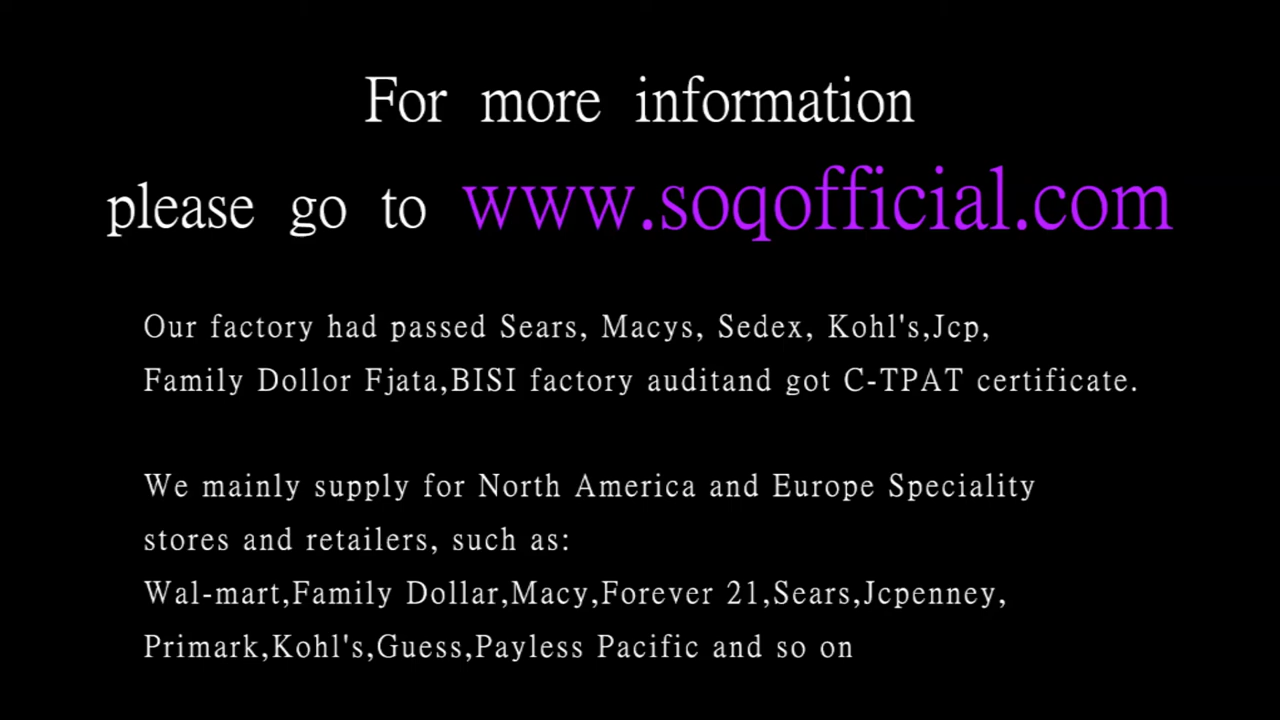 For more information
please go to www.soqofficial.com
Our factory had passed Sears, Macys, Sedex, Kohl's,Jcp,
Family Dollor Fjata,BISI factory auditand got C-TPAT certificate.
We mainly supply for North America and Europe Speciality
stores and retailers, such as:
Wal-mart,Family Dollar,Macy,Forever 21,Sears,Jcpenney,
Primark,Kohl's,Guess,Payless Pacific and so on